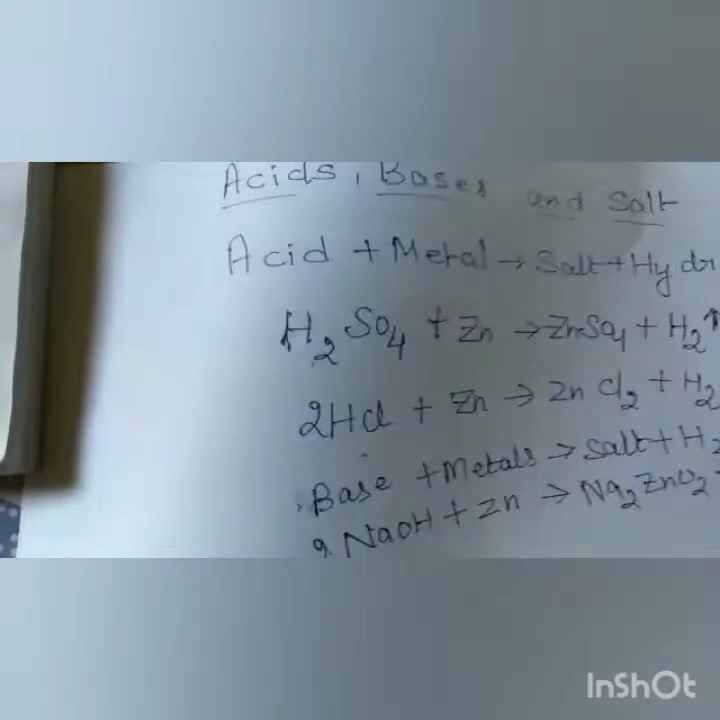 Acids, Bases and Salt
Acid + Metal → Salt + Hydr
H₂SO₄ + Zn → ZnSO₄ + H₂↑
2HCl + Zn → ZnCl₂ + H₂
Base + Metals → Salt + H₂
2 NaOH + Zn → Na₂ZnO₂
InShOt